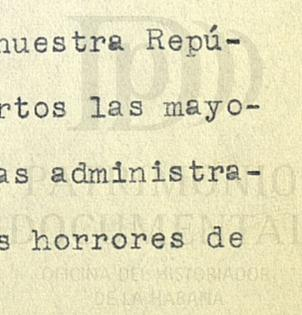 nuestra Repú-
rtos las mayo-
as administra-
s horrores de
PATRIMONIO
DOCUMENTAL
OFICINA DEL HISTORIADOR
DE LA HABANA